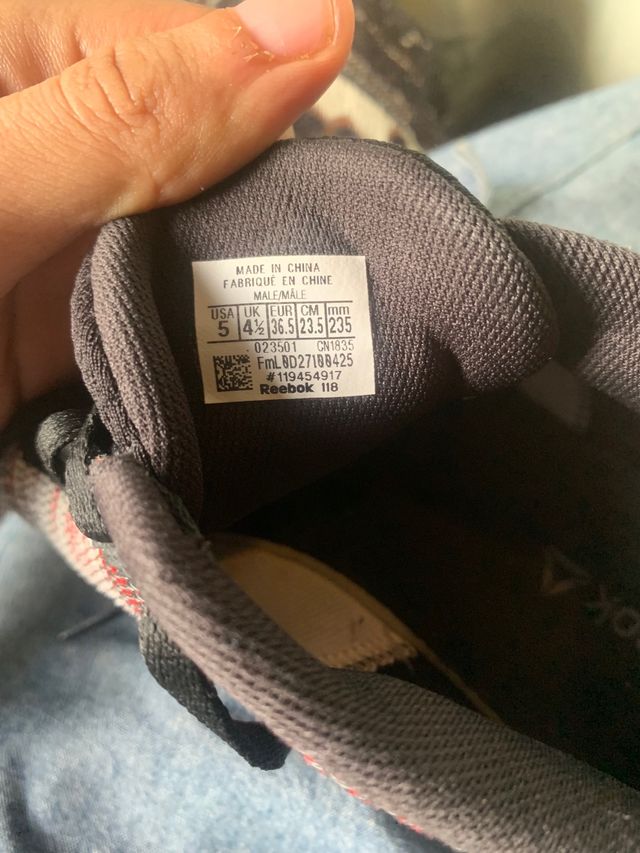 MADE IN CHINA
FABRIQUÉ EN CHINE
MALE/MÂLE
USA UK EUR CM mm
5 4½ 36.5 23.5 235
023501 CN1835
FmL0D27100425
#119454917
Reebok 118